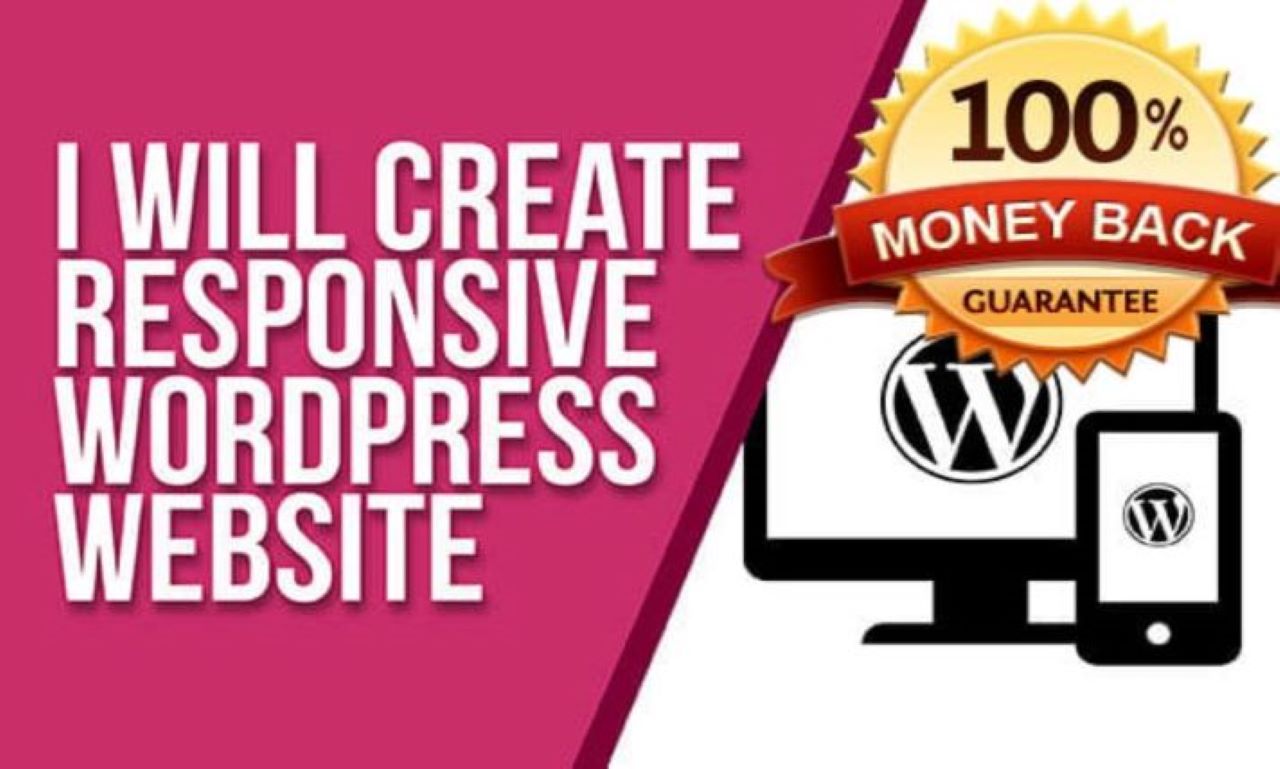 I WILL CREATE
RESPONSIVE
WORDPRESS
WEBSITE
100%
MONEY BACK
GUARANTEE
W
W